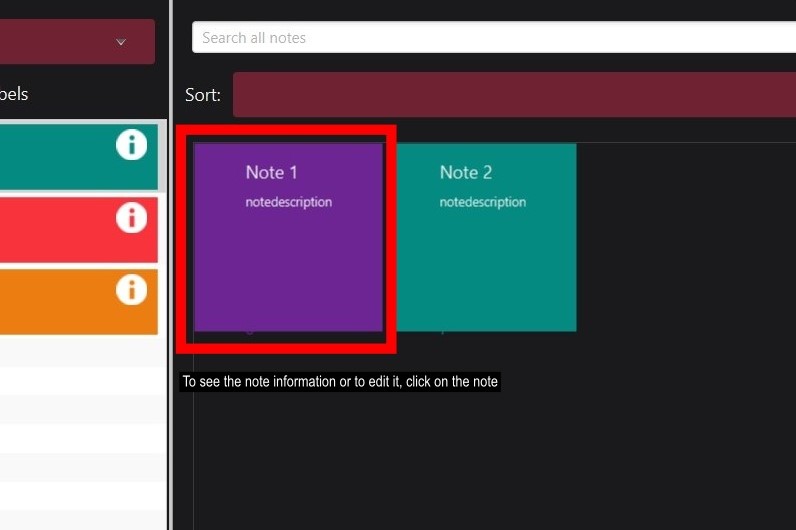 Search all notes
bels
Sort:
Note 1
notedescription
Note 2
notedescription
To see the note information or to edit it, click on the note